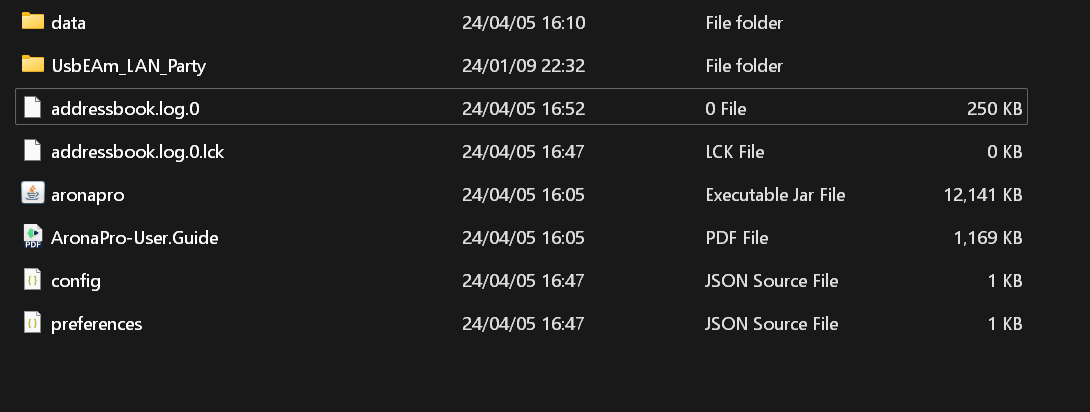 data 24/04/05 16:10 File folder
UsbEAm_LAN_Party 24/01/09 22:32 File folder
addressbook.log.0 24/04/05 16:52 0 File 250 KB
addressbook.log.0.lck 24/04/05 16:47 LCK File 0 KB
aronapro 24/04/05 16:05 Executable Jar File 12,141 KB
PDF AronaPro-User.Guide 24/04/05 16:05 PDF File 1,169 KB
config 24/04/05 16:47 JSON Source File 1 KB
preferences 24/04/05 16:47 JSON Source File 1 KB